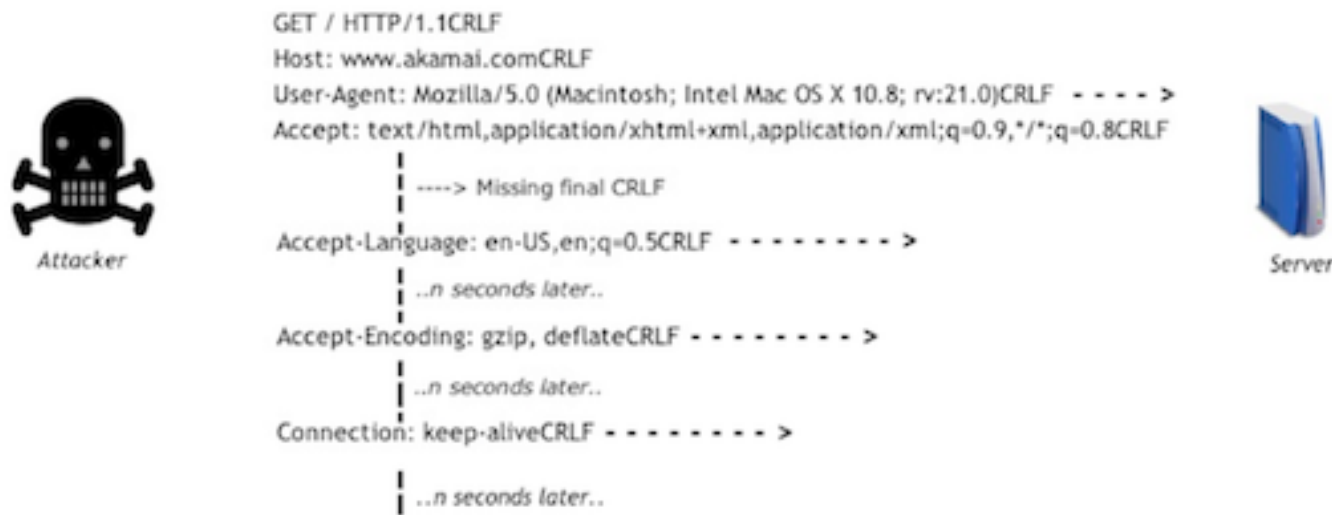 GET / HTTP/1.1CRLF
Host: www.akamai.comCRLF
User-Agent: Mozilla/5.0 (Macintosh; Intel Mac OS X 10.8; rv:21.0)CRLF - - - - >
Accept: text/html,application/xhtml+xml,application/xml;q=0.9,*/*;q=0.8CRLF
----> Missing final CRLF
Accept-Language: en-US,en;q=0.5CRLF - - - - - - - - >
Attacker
Server
..n seconds later..
Accept-Encoding: gzip, deflateCRLF - - - - - - - - >
..n seconds later..
Connection: keep-aliveCRLF - - - - - - - - >
..n seconds later..